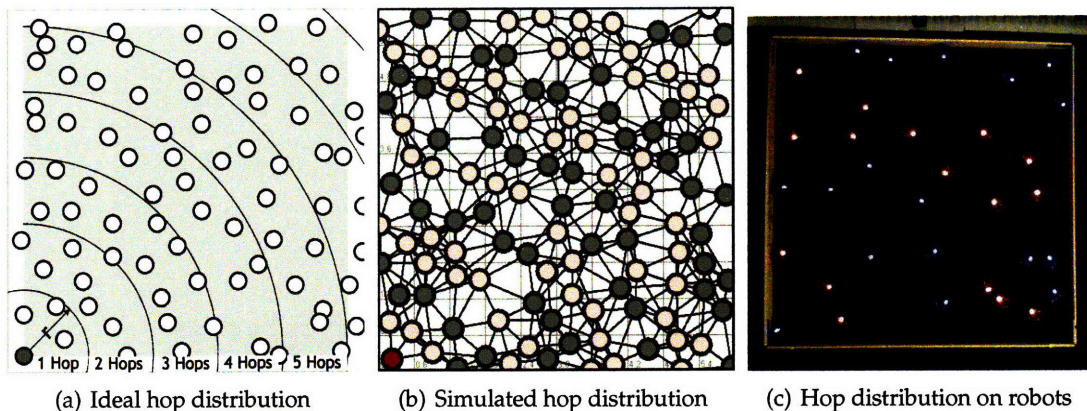 r
1 Hop 2 Hops 3 Hops 4 Hops 5 Hops
(a) Ideal hop distribution
(b) Simulated hop distribution
(c) Hop distribution on robots